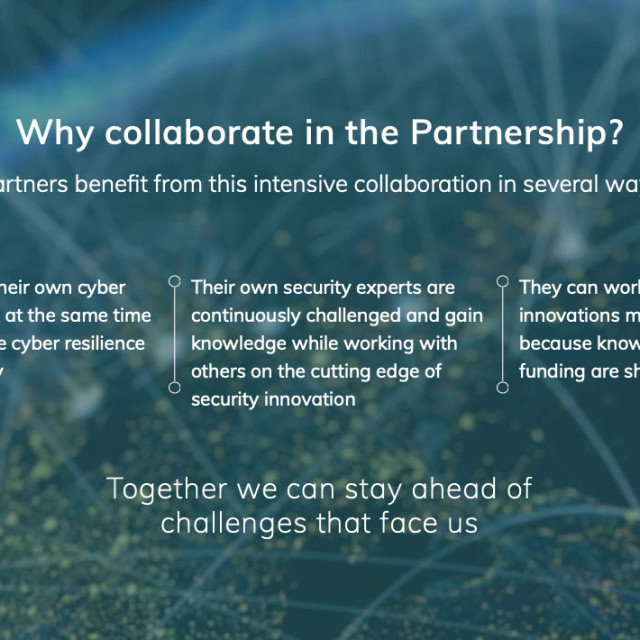 Why collaborate in the Partnership?
artners benefit from this intensive collaboration in several wa
heir own cyber
at the same time
e cyber resilience
y
Their own security experts are
continuously challenged and gain
knowledge while working with
others on the cutting edge of
security innovation
They can worl
innovations m
because know
funding are sh
Together we can stay ahead of
challenges that face us